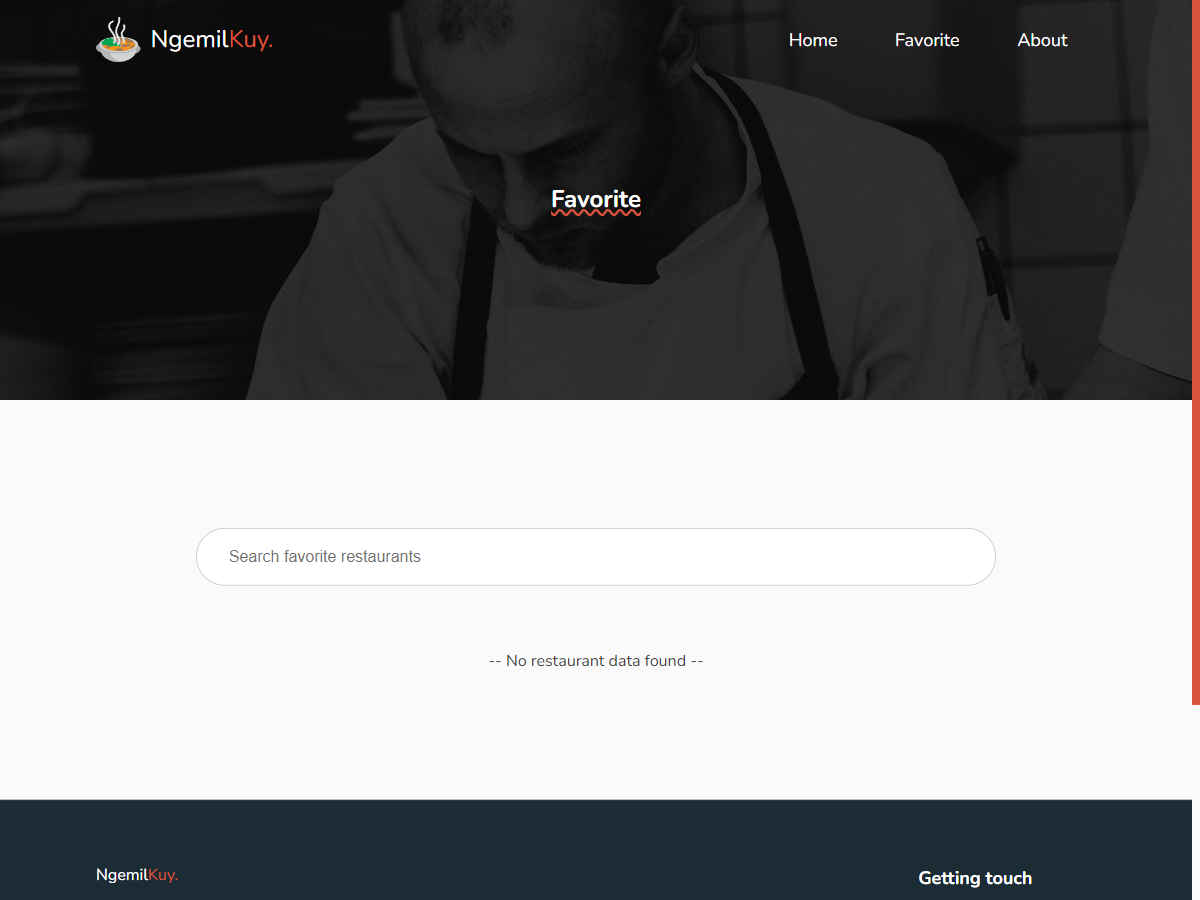 NgemilKuy.
Home Favorite About
Favorite
Search favorite restaurants
-- No restaurant data found --
NgemilKuy.
Getting touch